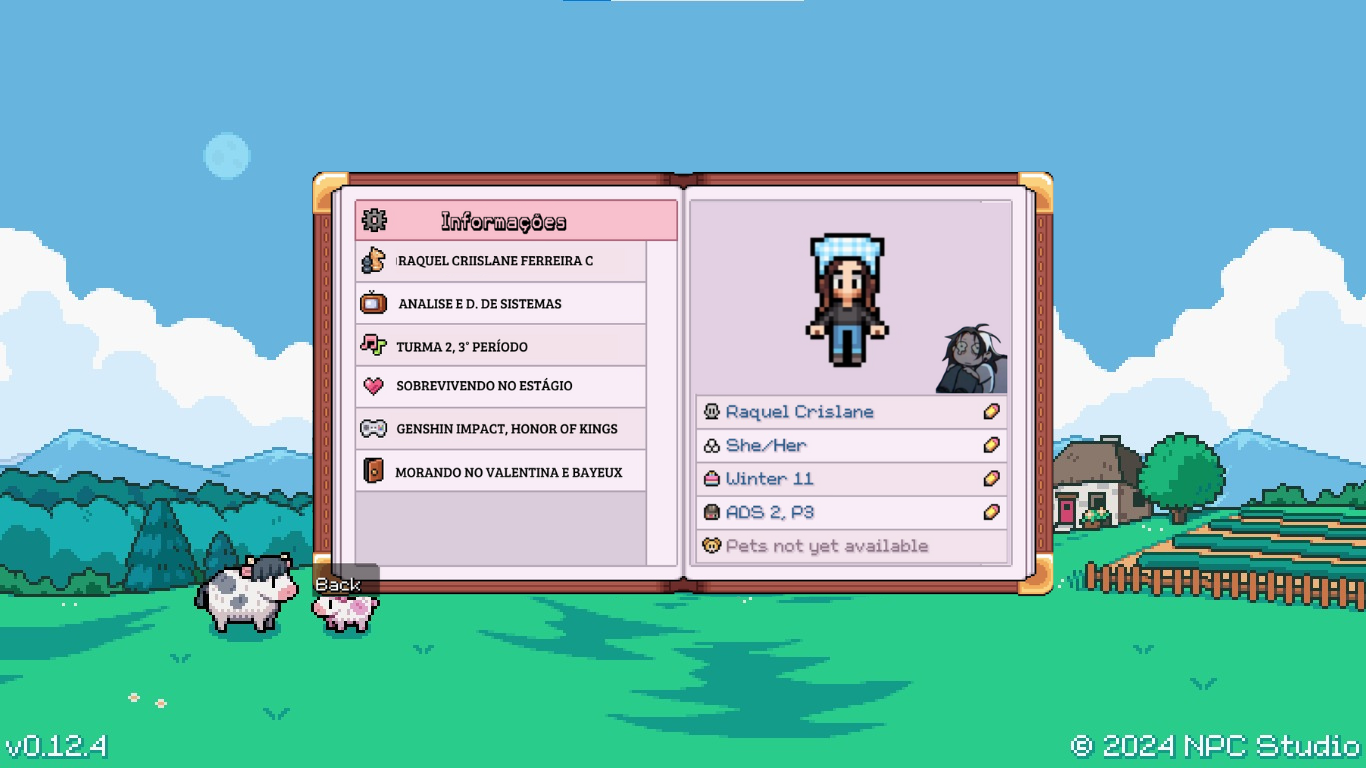 Informações
RAQUEL CRIISLANE FERREIRA C
ANALISE E D. DE SISTEMAS
TURMA 2, 3° PERÍODO
SOBREVIVENDO NO ESTÁGIO
GENSHIN IMPACT, HONOR OF KINGS
MORANDO NO VALENTINA E BAYEUX
Raquel Crislane
She/Her
Winter 11
ADS 2, P3
Pets not yet available
Back
v0.12.4
© 2024 NPC Studio